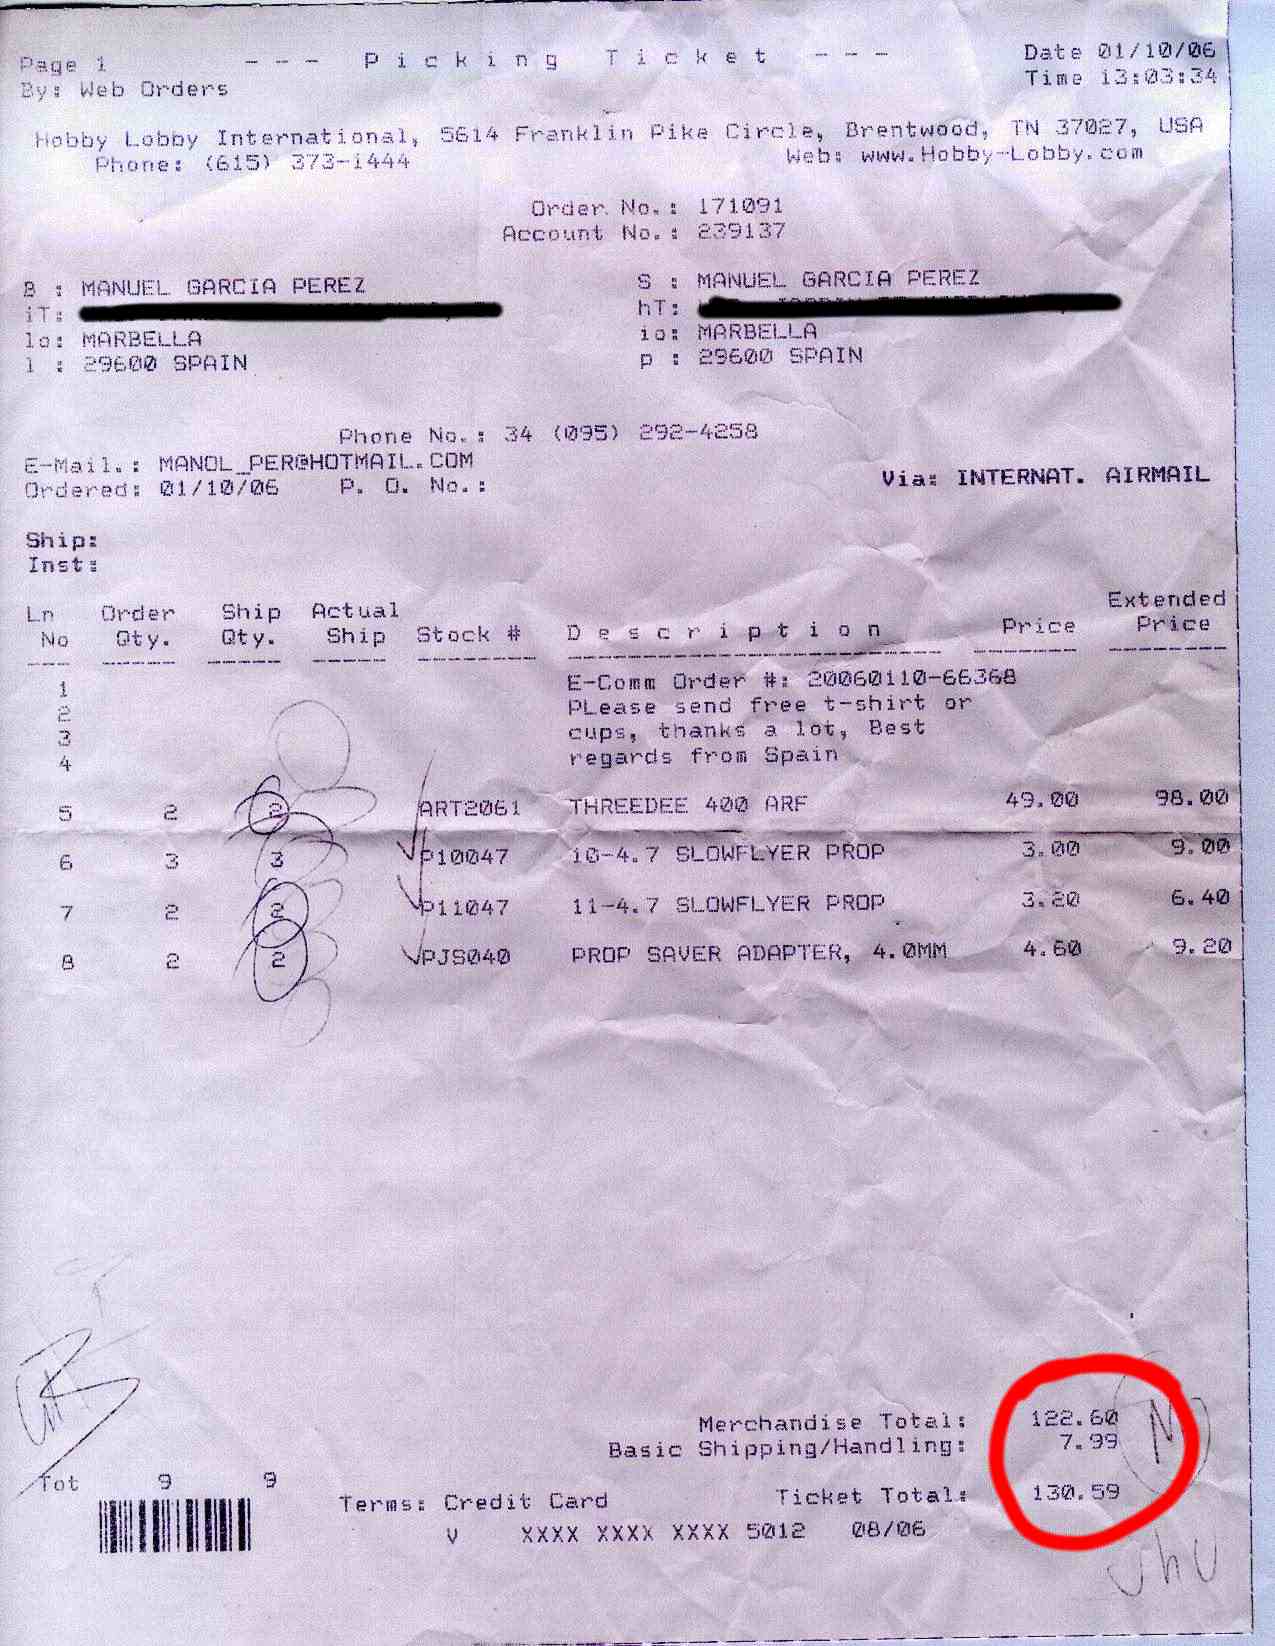 Page 1 --- Picking Ticket --- Date 01/10/06
By: Web Orders Time 13:03:34
Hobby Lobby International, 5614 Franklin Pike Circle, Brentwood, TN 37027, USA
Phone: (615) 373-1444 Web: www.Hobby-Lobby.com
Order No.: 171091
Account No.: 239137
B : MANUEL GARCIA PEREZ S : MANUEL GARCIA PEREZ
iT: hT:
lo: MARBELLA io: MARBELLA
l : 29600 SPAIN p : 29600 SPAIN
Phone No.: 34 (095) 292-4258
E-Mail.: MANOL_PER@HOTMAIL.COM
Ordered: 01/10/06 P. O. No.: Via: INTERNAT. AIRMAIL
Ship:
Inst:
Ln Order Ship Actual Extended
No Qty. Qty. Ship Stock # Description Price Price
1 E-Comm Order #: 20060110-66368
2 PLease send free t-shirt or
3 cups, thanks a lot, Best
4 regards from Spain
5 2 2 ART2061 THREEDEE 400 ARF 49.00 98.00
6 3 3 P10047 10-4.7 SLOWFLYER PROP 3.00 9.00
7 2 2 P11047 11-4.7 SLOWFLYER PROP 3.20 6.40
8 2 2 PJS040 PROP SAVER ADAPTER, 4.0MM 4.60 9.20
Merchandise Total: 122.60
Basic Shipping/Handling: 7.99
Tot 9 9
Terms: Credit Card Ticket Total: 130.59
V XXXX XXXX XXXX 5012 08/06